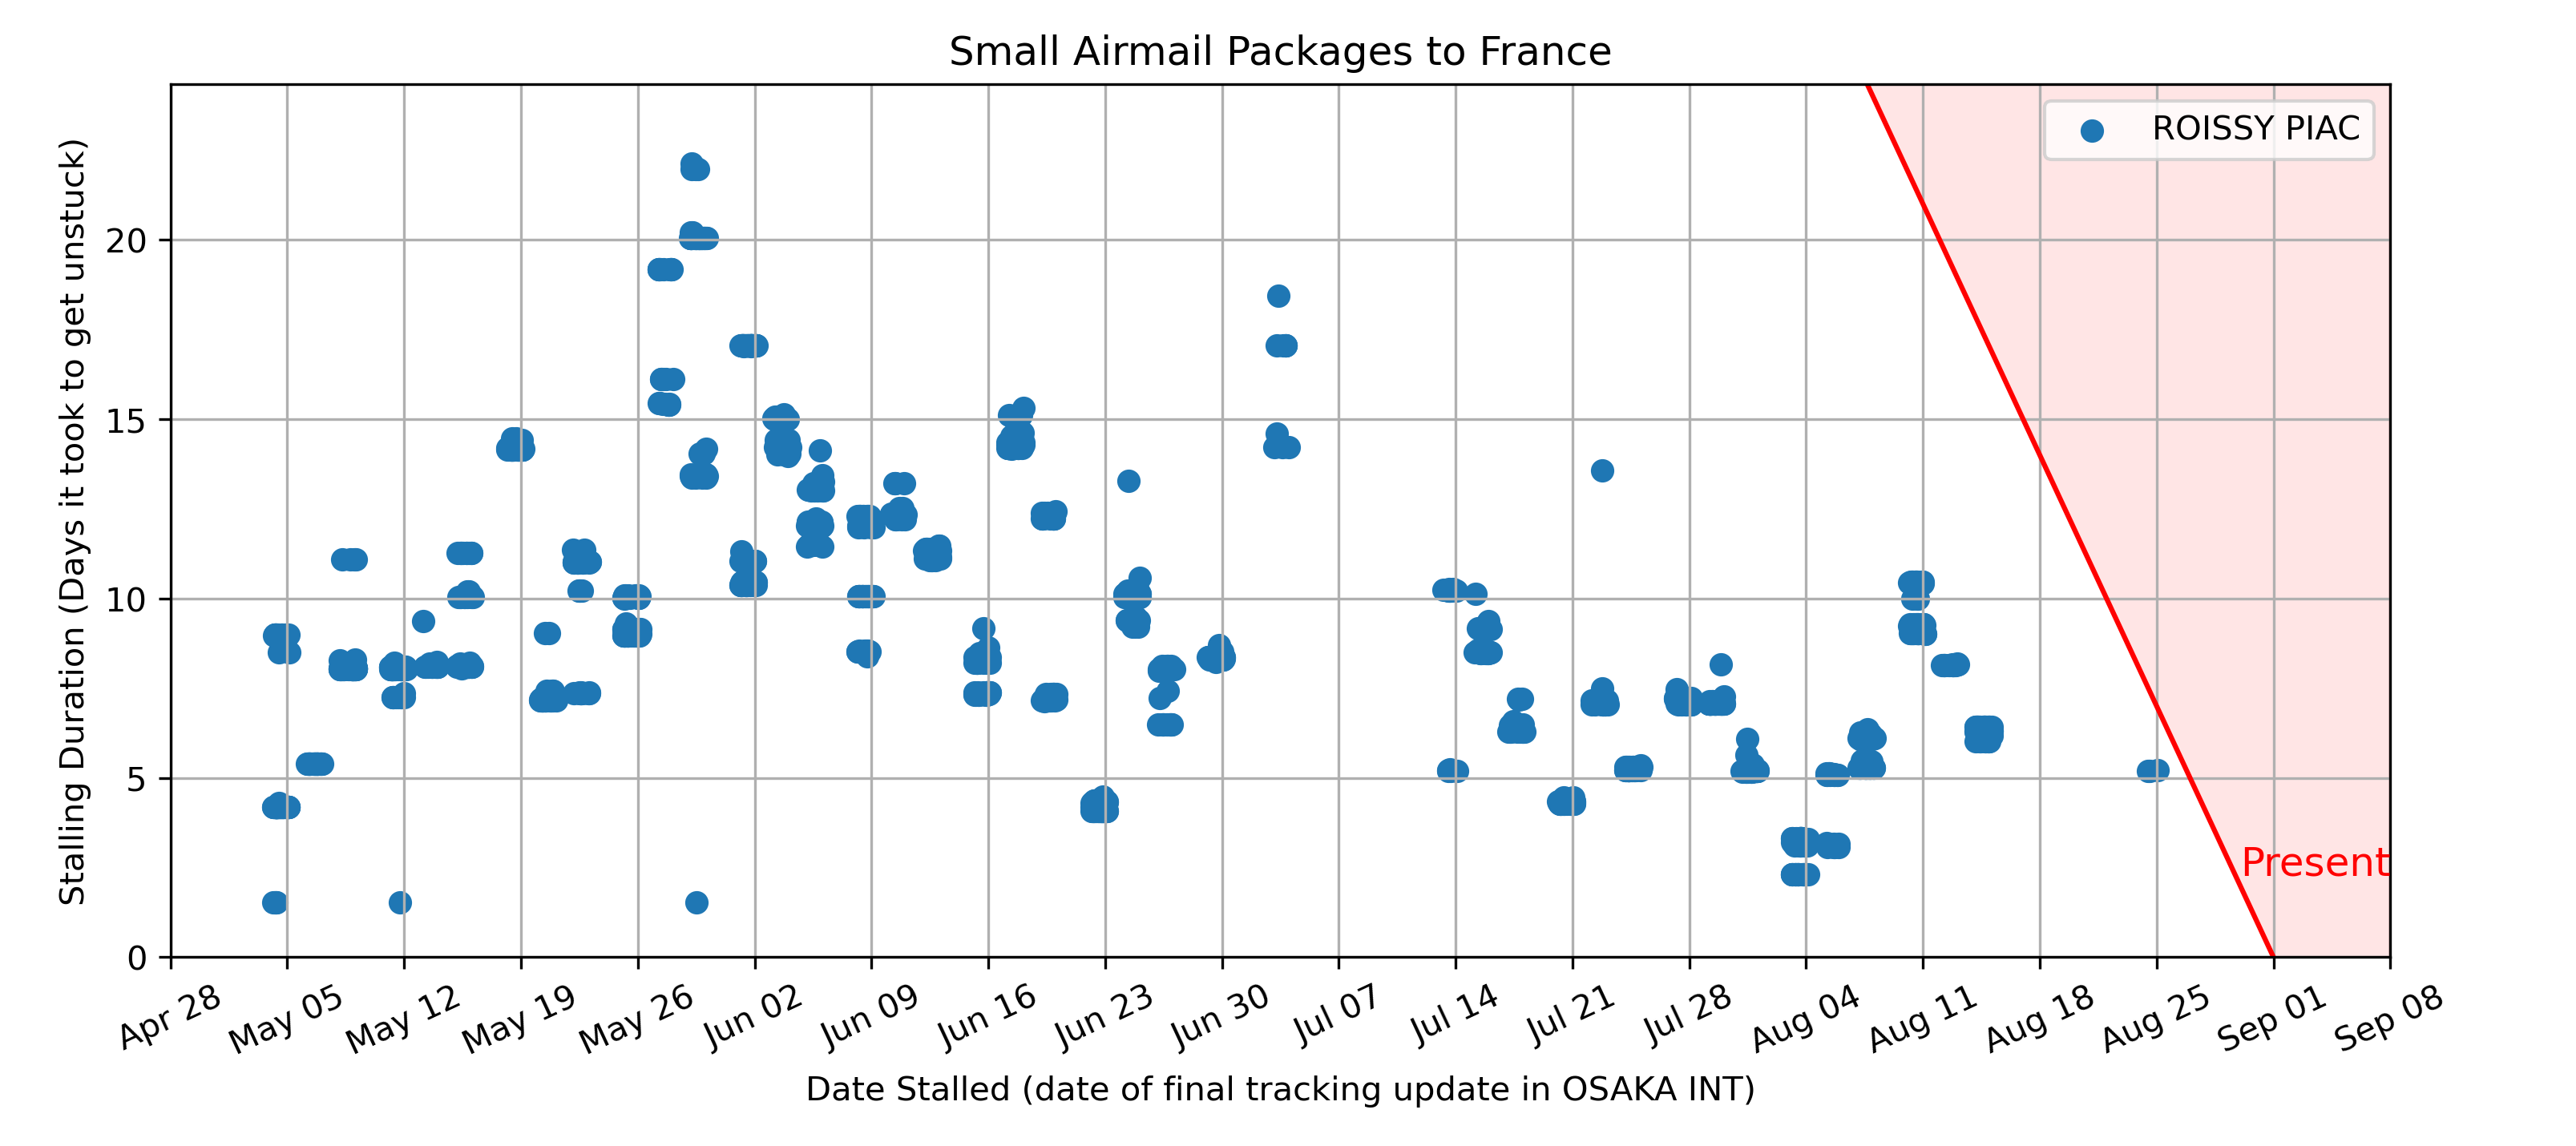 Small Airmail Packages to France
ROISSY PIAC
Stalling Duration (Days it took to get unstuck)
20
15
10
5
0
Present
Apr 28
May 05
May 12
May 19
May 26
Jun 02
Jun 09
Jun 16
Jun 23
Jun 30
Jul 07
Jul 14
Jul 21
Jul 28
Aug 04
Aug 11
Aug 18
Aug 25
Sep 01
Sep 08
Date Stalled (date of final tracking update in OSAKA INT)